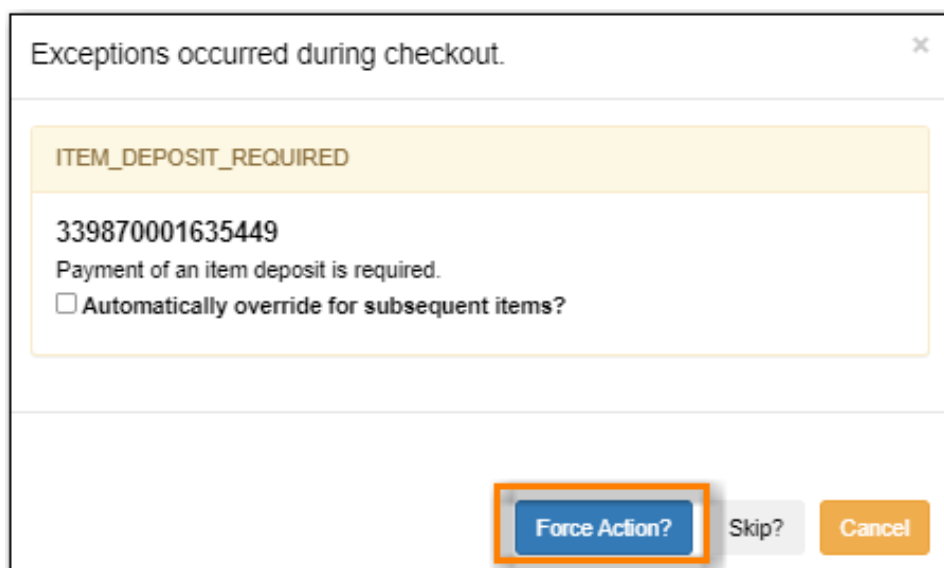 Exceptions occurred during checkout.
×
ITEM_DEPOSIT_REQUIRED
339870001635449
Payment of an item deposit is required.
Automatically override for subsequent items?
Force Action?
Skip?
Cancel